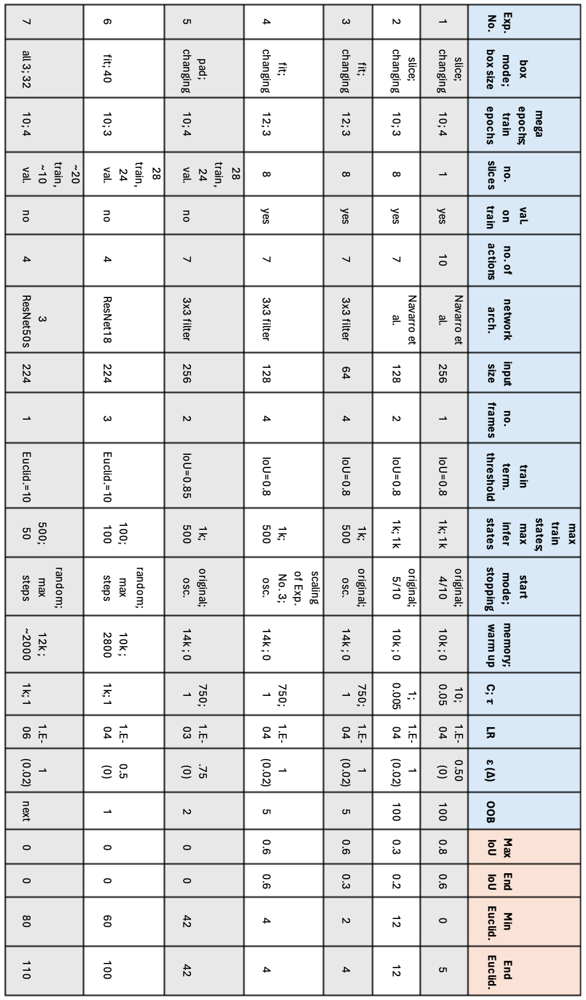 Exp.
No.
box
mode;
box size
mega
epochs;
train
epochs
no.
slices
val.
on
train
no. of
actions
network
arch.
input
size
no.
frames
train
term.
threshold
max
train
states;
max
infer
states
start
mode;
stopping
memory;
warm up
C; τ
LR
ε (Δ)
OOB
Max
IoU
End
IoU
Min
Euclid.
End
Euclid.
1
slice;
changing
10; 4
1
yes
10
Navarro et
al.
256
1
IoU=0.8
1k; 1k
original;
4/10
10k ; 0
10;
0.05
1.E-
04
0.50
(0)
100
0.8
0.6
0
5
2
slice;
changing
10; 3
8
yes
7
Navarro et
al.
128
2
IoU=0.8
1k; 1k
original;
5/10
10k ; 0
1;
0.005
1.E-
04
1
(0.02)
100
0.3
0.2
12
12
3
fit;
changing
12; 3
8
yes
7
3x3 filter
64
4
IoU=0.8
1k;
500
original;
osc.
14k ; 0
750;
1
1.E-
04
1
(0.02)
5
0.6
0.3
2
4
4
fit;
changing
12; 3
8
yes
7
3x3 filter
128
4
IoU=0.8
1k;
500
scaling
of Exp.
No. 3;
osc.
14k ; 0
750;
1
1.E-
04
1
(0.02)
5
0.6
0.6
4
4
5
pad;
changing
10; 4
28
train,
24
val.
no
7
3x3 filter
256
2
IoU=0.85
1k;
500
original;
osc.
14k ; 0
750;
1
1.E-
03
.75
(0)
2
0
0
42
42
6
fit; 40
10; 3
28
train,
24
val.
no
4
ResNet18
224
3
Euclid.=10
100;
100
random;
max
steps
10k ;
2800
1k; 1
1.E-
04
0.5
(0)
1
0
0
60
100
7
all 3; 32
10; 4
~20
train,
~10
val.
no
4
3
ResNet50s
224
1
Euclid.=10
500;
50
random;
max
steps
12k ;
~2000
1k; 1
1.E-
06
1
(0.02)
next
0
0
80
110